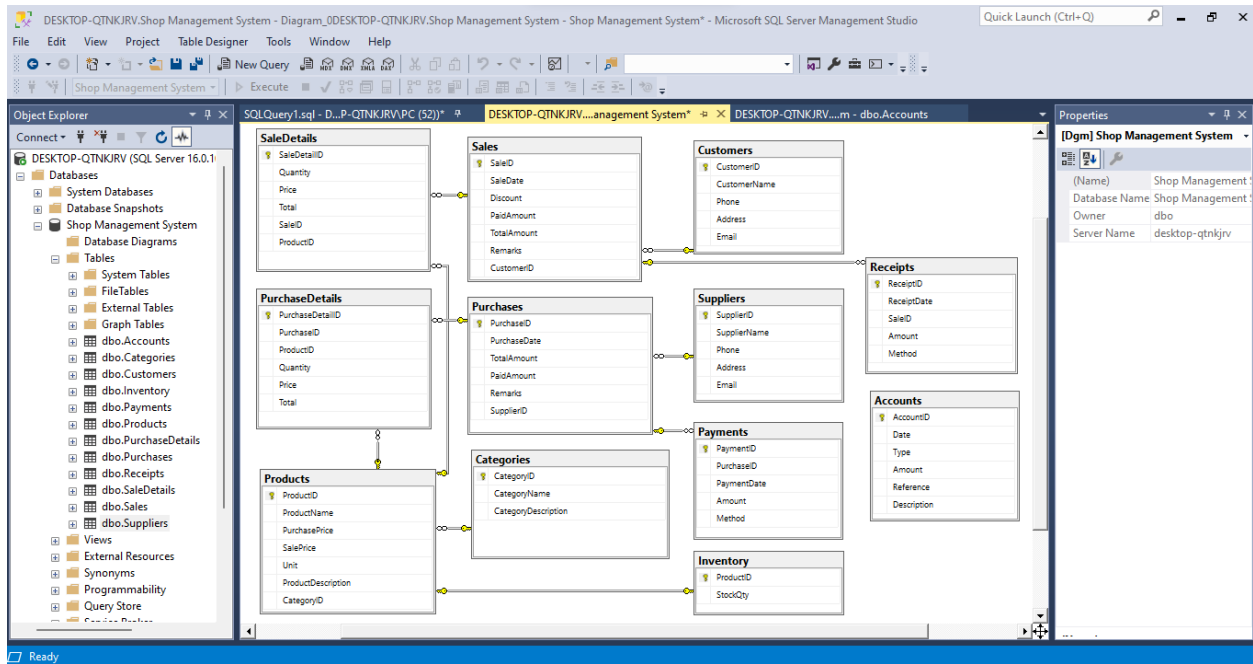 DESKTOP-QTNKJRV.Shop Management System - Diagram_0DESKTOP-QTNKJRV.Shop Management System - Shop Management System* - Microsoft SQL Server Management Studio
Quick Launch (Ctrl+Q)
File Edit View Project Table Designer Tools Window Help
New Query
MDX DMX XMLA DAX
Shop Management System
Execute
Object Explorer
Connect
DESKTOP-QTNKJRV (SQL Server 16.0.1
Databases
System Databases
Database Snapshots
Shop Management System
Database Diagrams
Tables
System Tables
FileTables
External Tables
Graph Tables
dbo.Accounts
dbo.Categories
dbo.Customers
dbo.Inventory
dbo.Payments
dbo.Products
dbo.PurchaseDetails
dbo.Purchases
dbo.Receipts
dbo.SaleDetails
dbo.Sales
dbo.Suppliers
Views
External Resources
Synonyms
Programmability
Query Store
SQLQuery1.sql - D...P-QTNKJRV\PC (52))*
DESKTOP-QTNKJRV....anagement System*
DESKTOP-QTNKJRV....m - dbo.Accounts
SaleDetails
SaleDetailID
Quantity
Price
Total
SaleID
ProductID
Sales
SaleID
SaleDate
Discount
PaidAmount
TotalAmount
Remarks
CustomerID
Customers
CustomerID
CustomerName
Phone
Address
Email
Receipts
ReceiptID
ReceiptDate
SaleID
Amount
Method
PurchaseDetails
PurchaseDetailID
PurchaseID
ProductID
Quantity
Price
Total
Purchases
PurchaseID
PurchaseDate
TotalAmount
PaidAmount
Remarks
SupplierID
Suppliers
SupplierID
SupplierName
Phone
Address
Email
Accounts
AccountID
Date
Type
Amount
Reference
Description
Payments
PaymentID
PurchaseID
PaymentDate
Amount
Method
Products
ProductID
ProductName
PurchasePrice
SalePrice
Unit
ProductDescription
CategoryID
Categories
CategoryID
CategoryName
CategoryDescription
Inventory
ProductID
StockQty
Properties
[Dgm] Shop Management System
(Name) Shop Management S
Database Name Shop Management S
Owner dbo
Server Name desktop-qtnkjrv
Ready